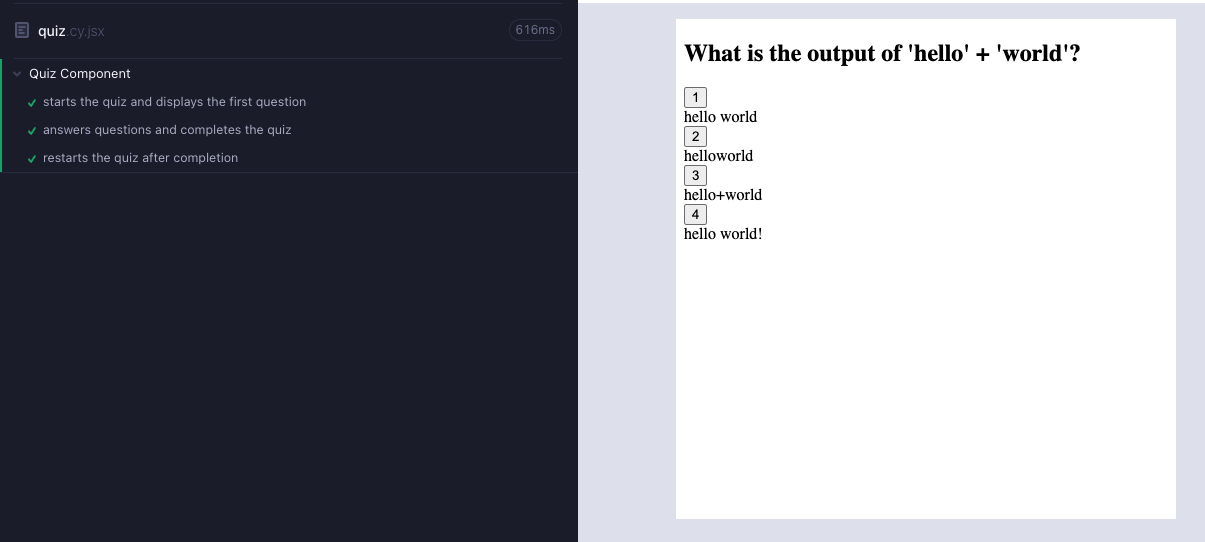 quiz.cy.jsx
616ms
Quiz Component
starts the quiz and displays the first question
answers questions and completes the quiz
restarts the quiz after completion
What is the output of 'hello' + 'world'?
1
hello world
2
helloworld
3
hello+world
4
hello world!